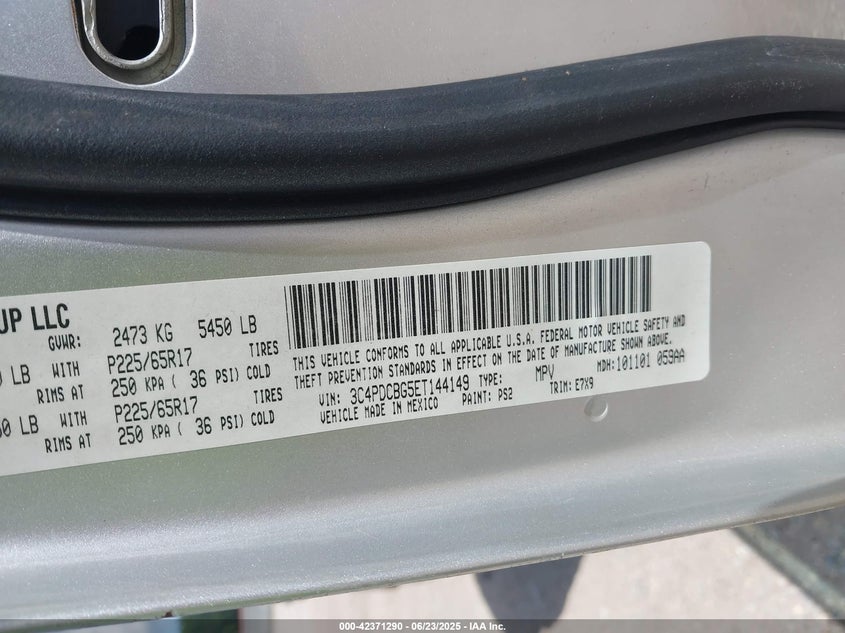 UP LLC
GVWR: 2473 KG 5450 LB
LB WITH P225/65R17 TIRES
RIMS AT 250 KPA ( 36 PSI) COLD
LB WITH P225/65R17 TIRES
RIMS AT 250 KPA ( 36 PSI) COLD
THIS VEHICLE CONFORMS TO ALL APPLICABLE U.S.A. FEDERAL MOTOR VEHICLE SAFETY AND
THEFT PREVENTION STANDARDS IN EFFECT ON THE DATE OF MANUFACTURE SHOWN ABOVE.
VIN: 3C4PDCBG5ET144149 TYPE: MPV MDH:101101 059AA
VEHICLE MADE IN MEXICO PAINT: PS2 TRIM: E7X9
000-42371290 - 06/23/2025 - IAA Inc.